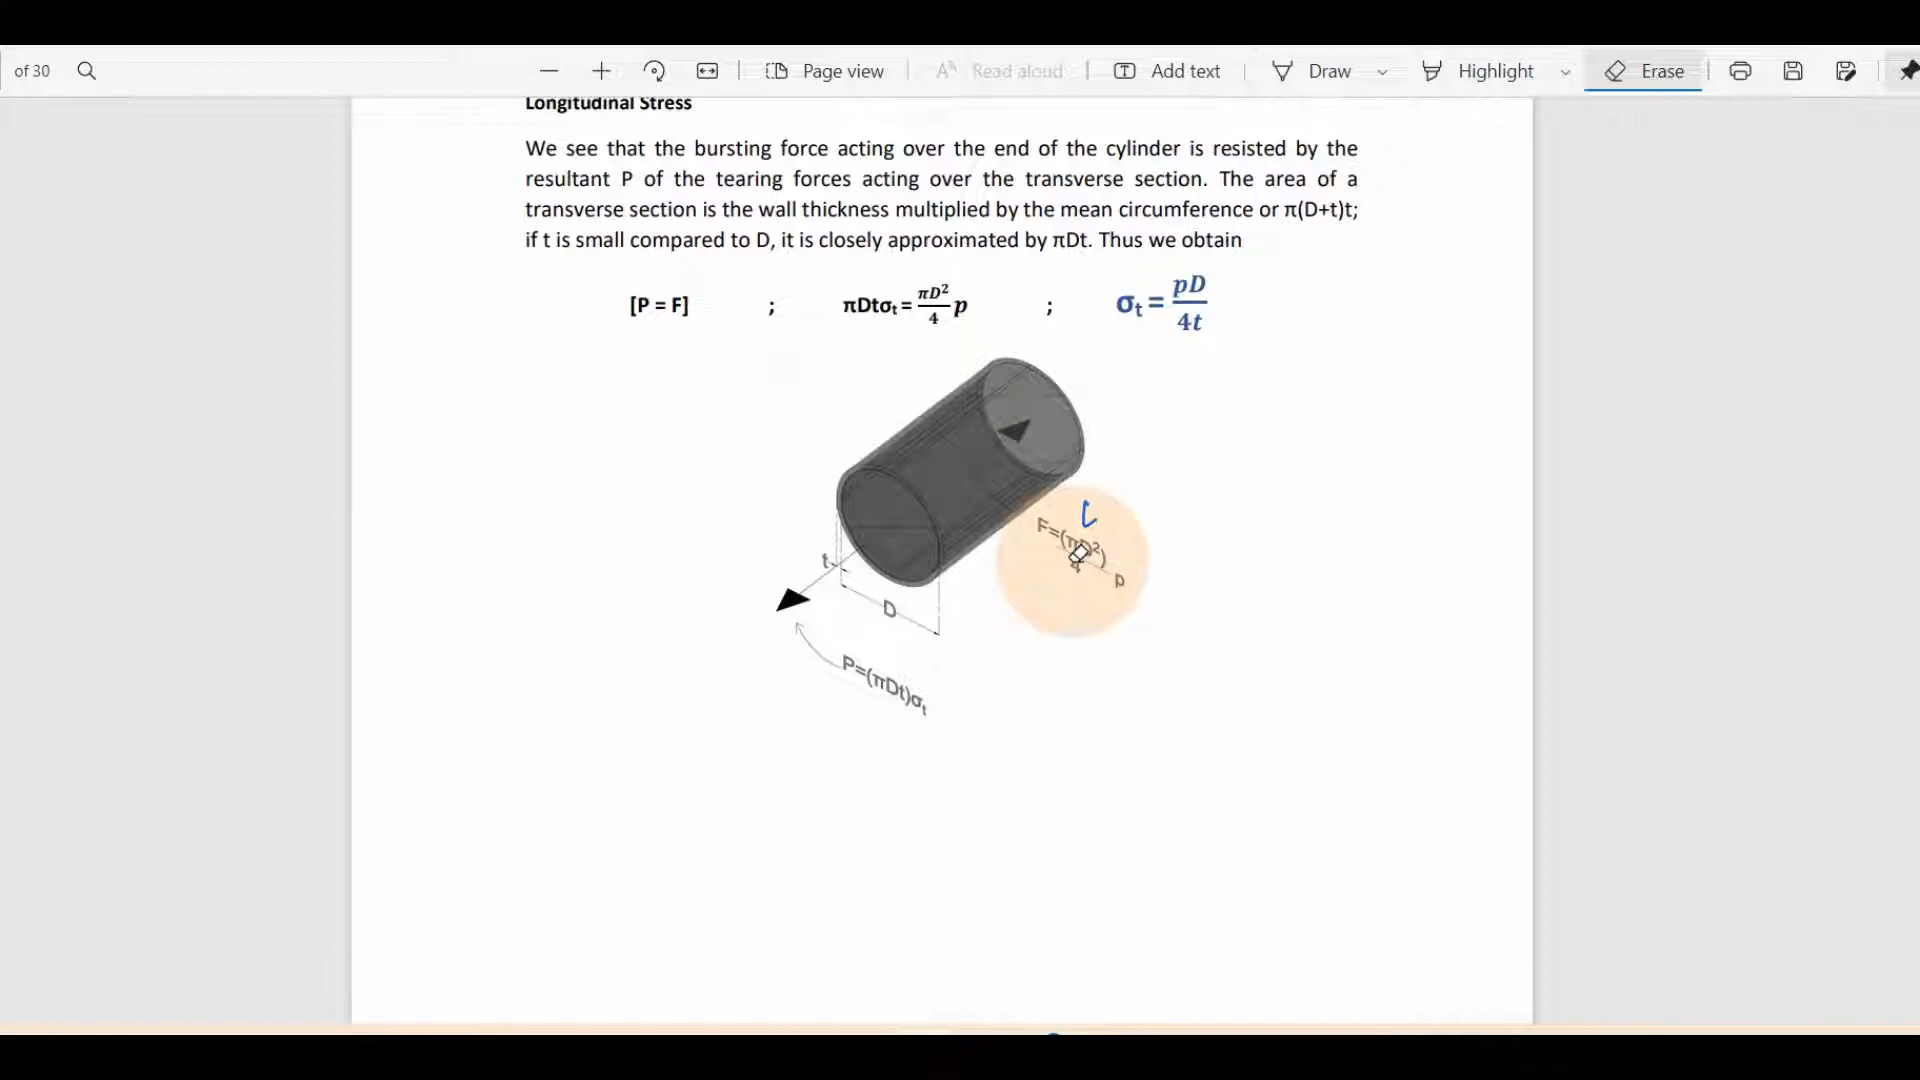 of 30 Page view Read aloud Add text Draw Highlight Erase
Longitudinal Stress
We see that the bursting force acting over the end of the cylinder is resisted by the
resultant P of the tearing forces acting over the transverse section. The area of a
transverse section is the wall thickness multiplied by the mean circumference or π(D+t)t;
if t is small compared to D, it is closely approximated by πDt. Thus we obtain
[P = F] ; πDtσₜ = πD²/4 p ; σₜ = pD/4t
F=(πD²/4) p
t
D
P=(πDt)σₜ